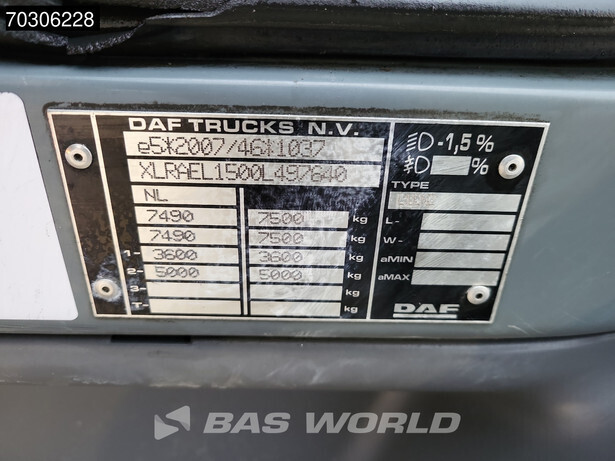 70306228
DAF TRUCKS N.V.
e5*2007/46*1037
XLRAEL1500L497640
NL
7490 7500 kg
7490 7500 kg
1- 3600 3600 kg
2- 5000 5000 kg
3- kg
T- kg
-1,5 %
%
TYPE
L-
W-
aMIN
aMAX
DAF
BAS WORLD